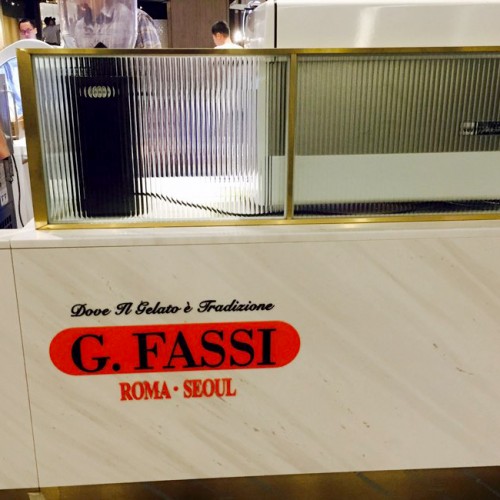 Dove Il Gelato è Tradizione
G. FASSI
ROMA · SEOUL